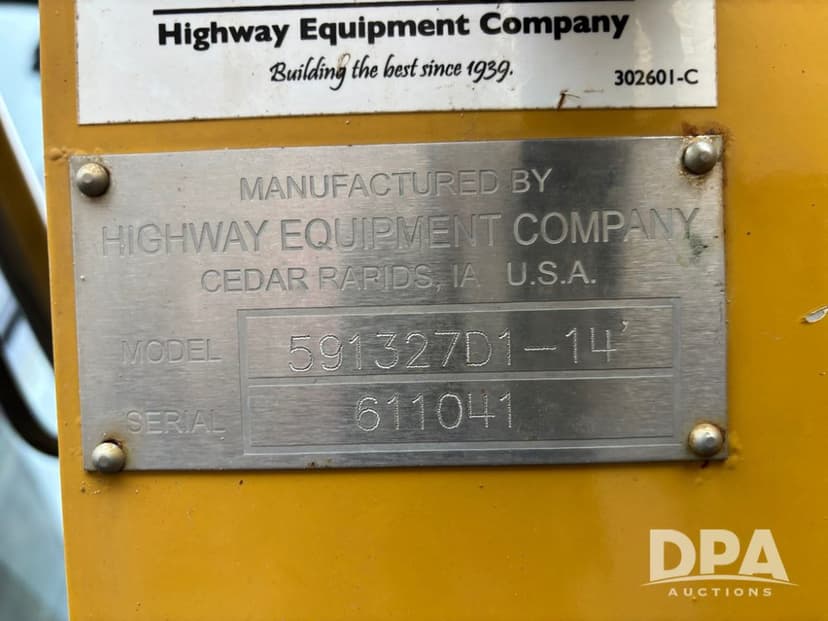 Highway Equipment Company
Building the best since 1939.
302601-C
MANUFACTURED BY
HIGHWAY EQUIPMENT COMPANY
CEDAR RAPIDS, IA U.S.A.
MODEL 591327D1-14'
SERIAL 611041
DPA
AUCTIONS